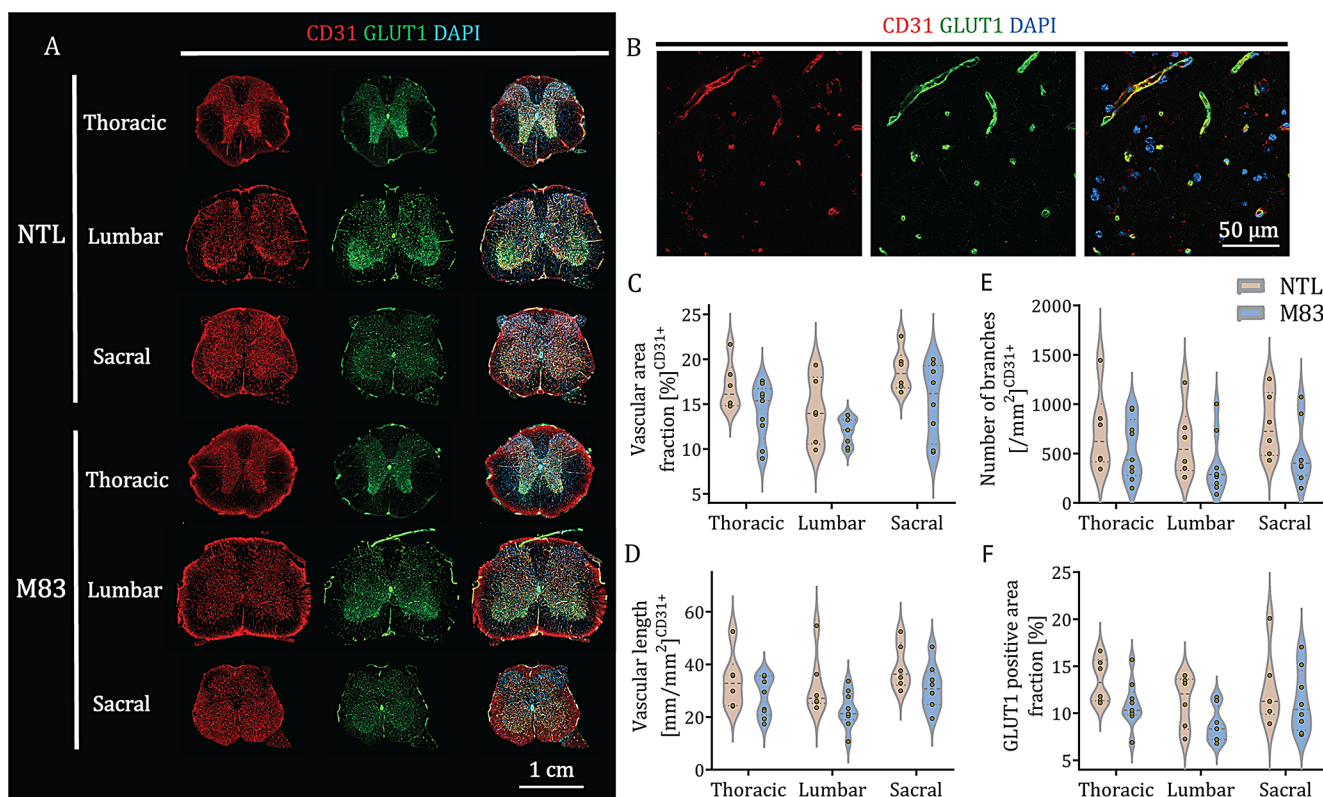 A
CD31 GLUT1 DAPI
NTL
Thoracic
Lumbar
Sacral
M83
Thoracic
Lumbar
Sacral
1 cm
B
CD31 GLUT1 DAPI
50 µm
C
Vascular area
fraction [%]CD31+
25
20
15
10
5
Thoracic Lumbar Sacral
E
NTL
M83
Number of branches
[/mm²]CD31+
2000
1500
1000
500
0
Thoracic Lumbar Sacral
D
Vascular length
[mm/mm²]CD31+
60
40
20
0
Thoracic Lumbar Sacral
F
GLUT1 positive area
fraction [%]
25
20
15
10
5
Thoracic Lumbar Sacral